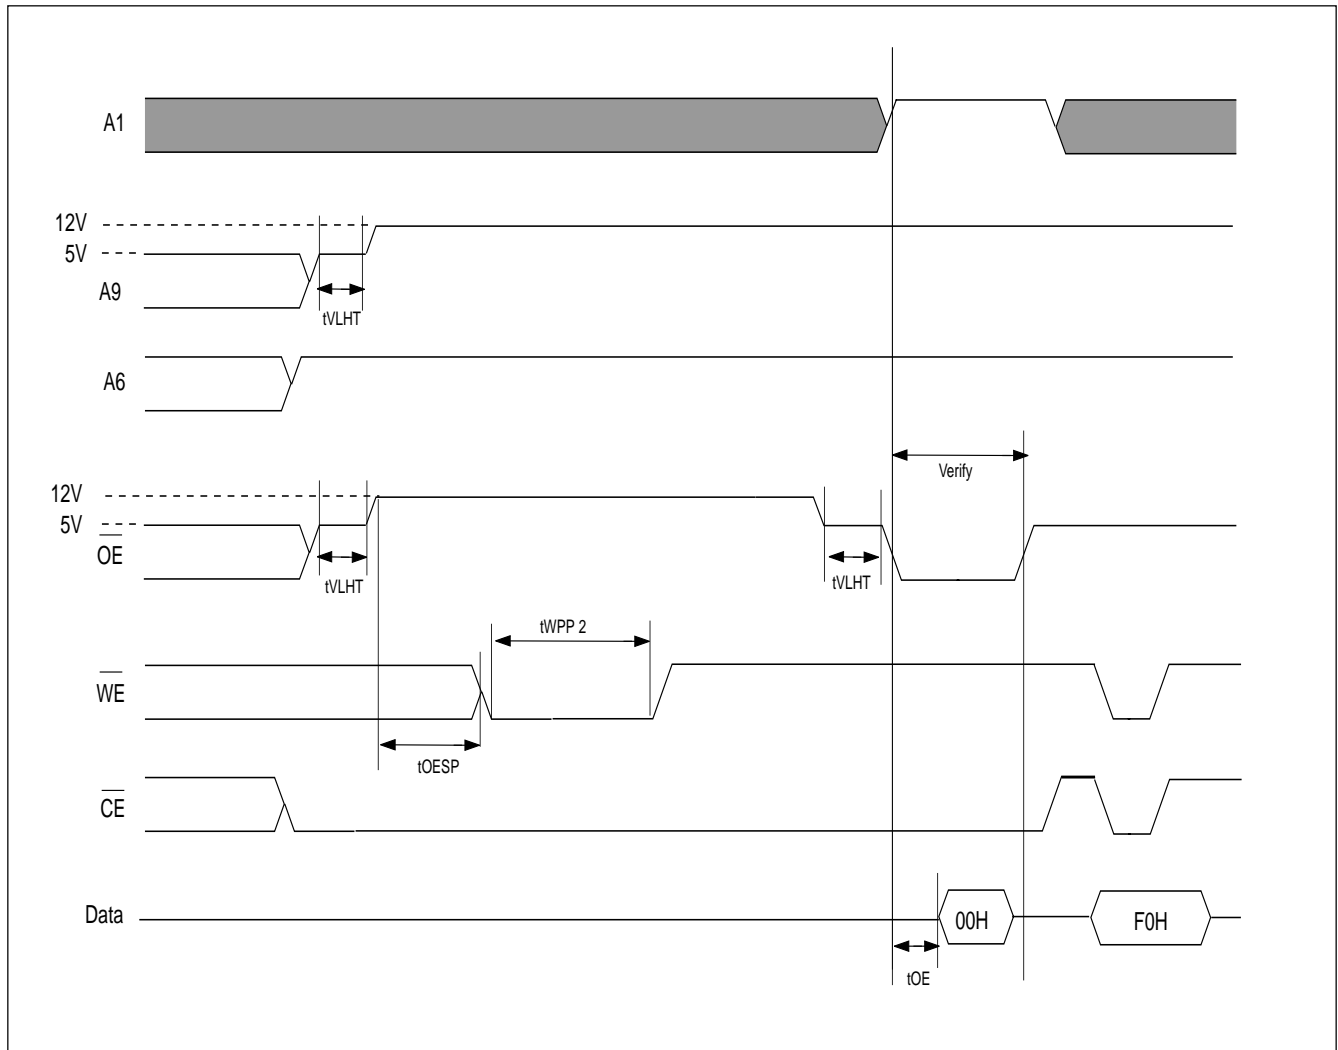 A1
12V
5V
A9
tVLHT
A6
Verify
12V
5V
OE
tVLHT
tVLHT
tWPP 2
WE
tOESP
CE
Data
00H
F0H
tOE